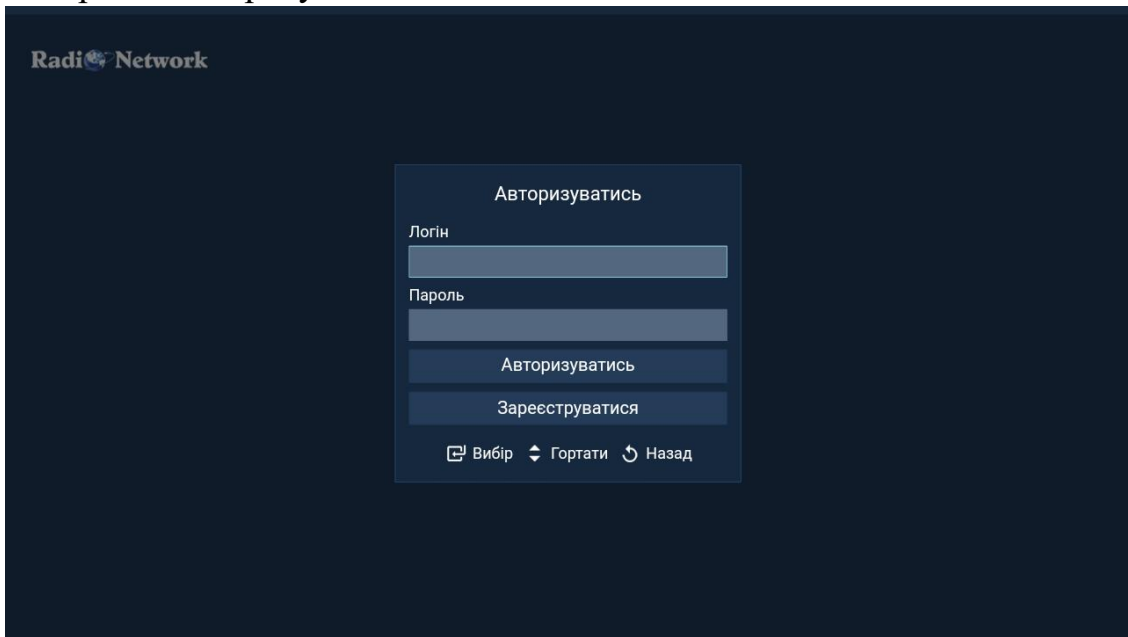 Radi Network
Авторизуватись
Логін
Пароль
Авторизуватись
Зареєструватися
Вибір Гортати Назад